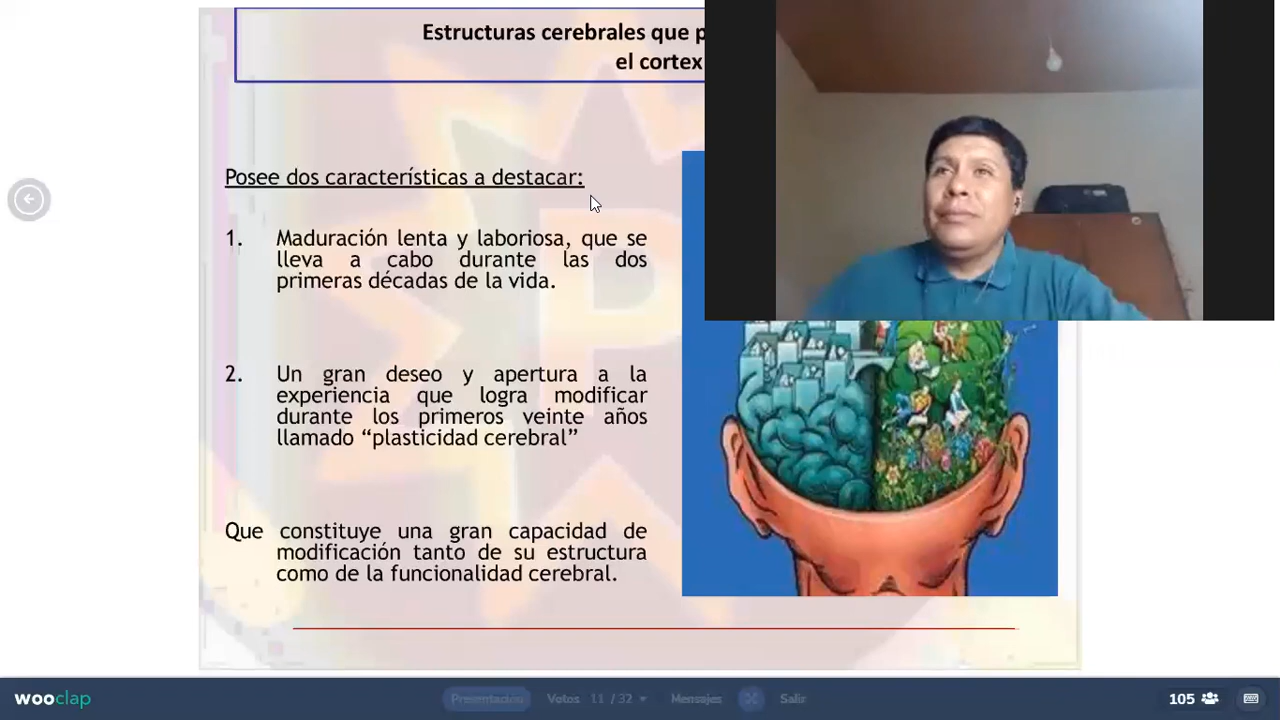 Estructuras cerebrales que
el cortex
Posee dos características a destacar:
1. Maduración lenta y laboriosa, que se
lleva a cabo durante las dos
primeras décadas de la vida.
2. Un gran deseo y apertura a la
experiencia que logra modificar
durante los primeros veinte años
llamado “plasticidad cerebral”
Que constituye una gran capacidad de
modificación tanto de su estructura
como de la funcionalidad cerebral.
wooclap Presentación Votos 11 / 32 Mensajes Salir 105